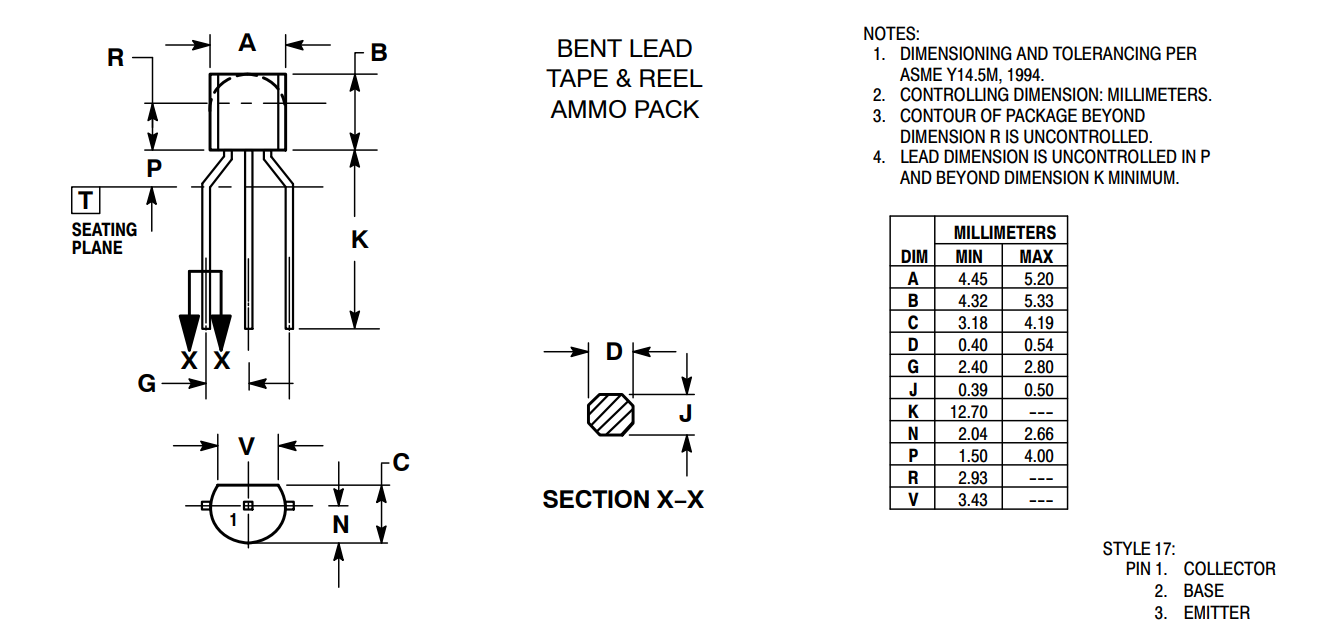 A
R
B
P
T
SEATING
PLANE
K
X X
G
V
C
1
N
BENT LEAD
TAPE & REEL
AMMO PACK
D
J
SECTION X−X
NOTES:
1. DIMENSIONING AND TOLERANCING PER
ASME Y14.5M, 1994.
2. CONTROLLING DIMENSION: MILLIMETERS.
3. CONTOUR OF PACKAGE BEYOND
DIMENSION R IS UNCONTROLLED.
4. LEAD DIMENSION IS UNCONTROLLED IN P
AND BEYOND DIMENSION K MINIMUM.
MILLIMETERS
DIM MIN MAX
A 4.45 5.20
B 4.32 5.33
C 3.18 4.19
D 0.40 0.54
G 2.40 2.80
J 0.39 0.50
K 12.70 ---
N 2.04 2.66
P 1.50 4.00
R 2.93 ---
V 3.43 ---
STYLE 17:
PIN 1. COLLECTOR
2. BASE
3. EMITTER